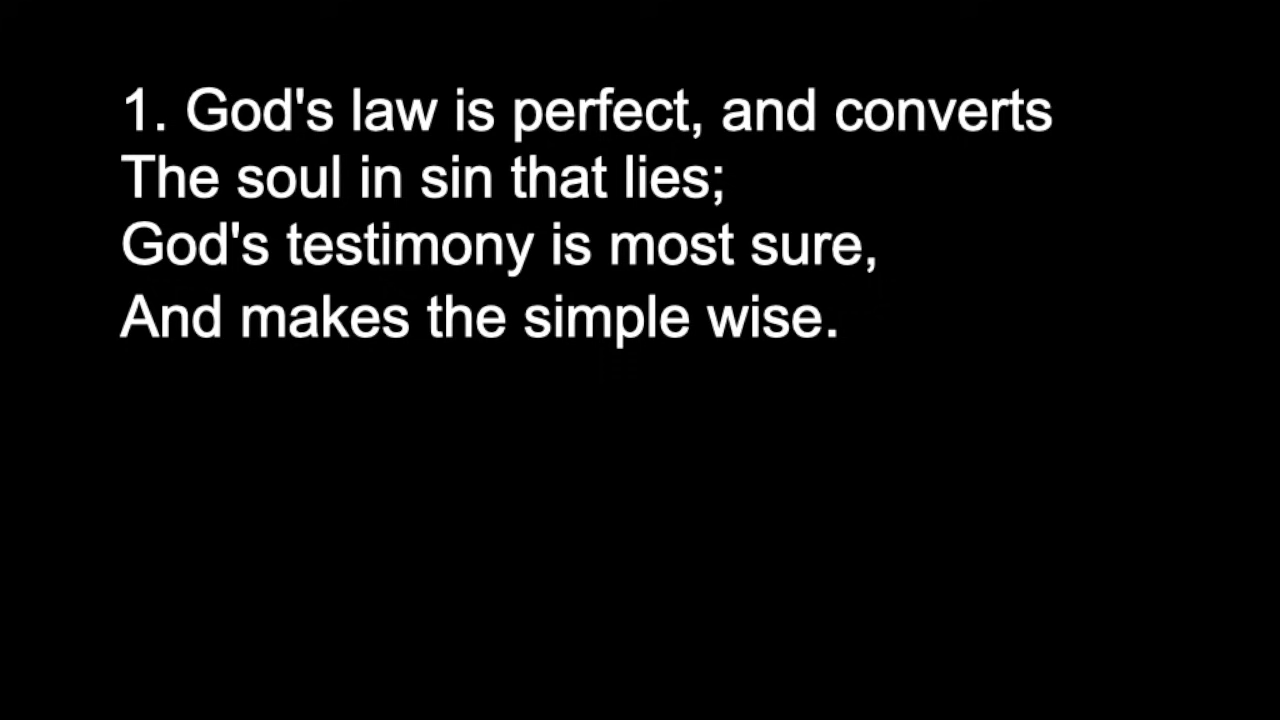 1. God's law is perfect, and converts
The soul in sin that lies;
God's testimony is most sure,
And makes the simple wise.